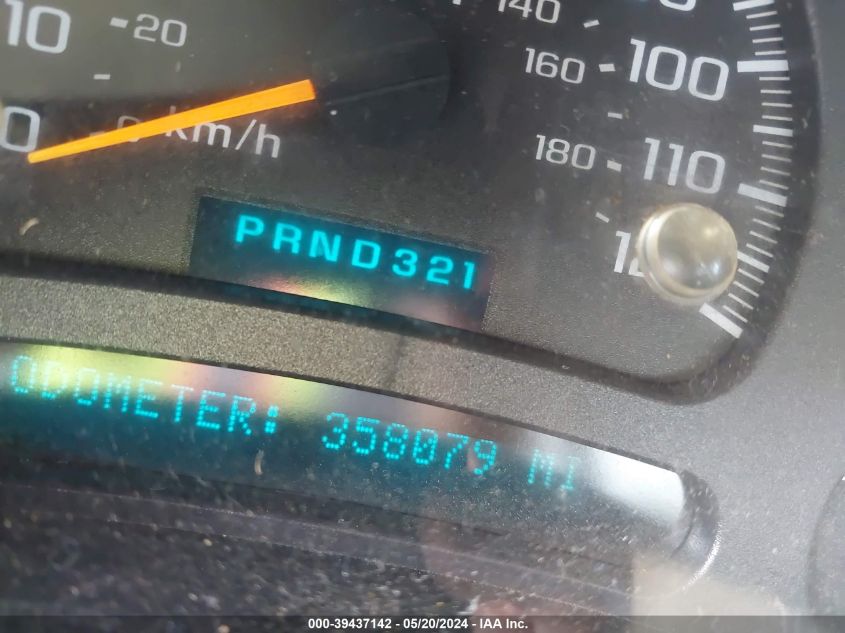 140
10 20 160 100
0 0 km/h 180 110
PRND321
ODOMETER: 358079 MI
000-39437142 - 05/20/2024 - IAA Inc.